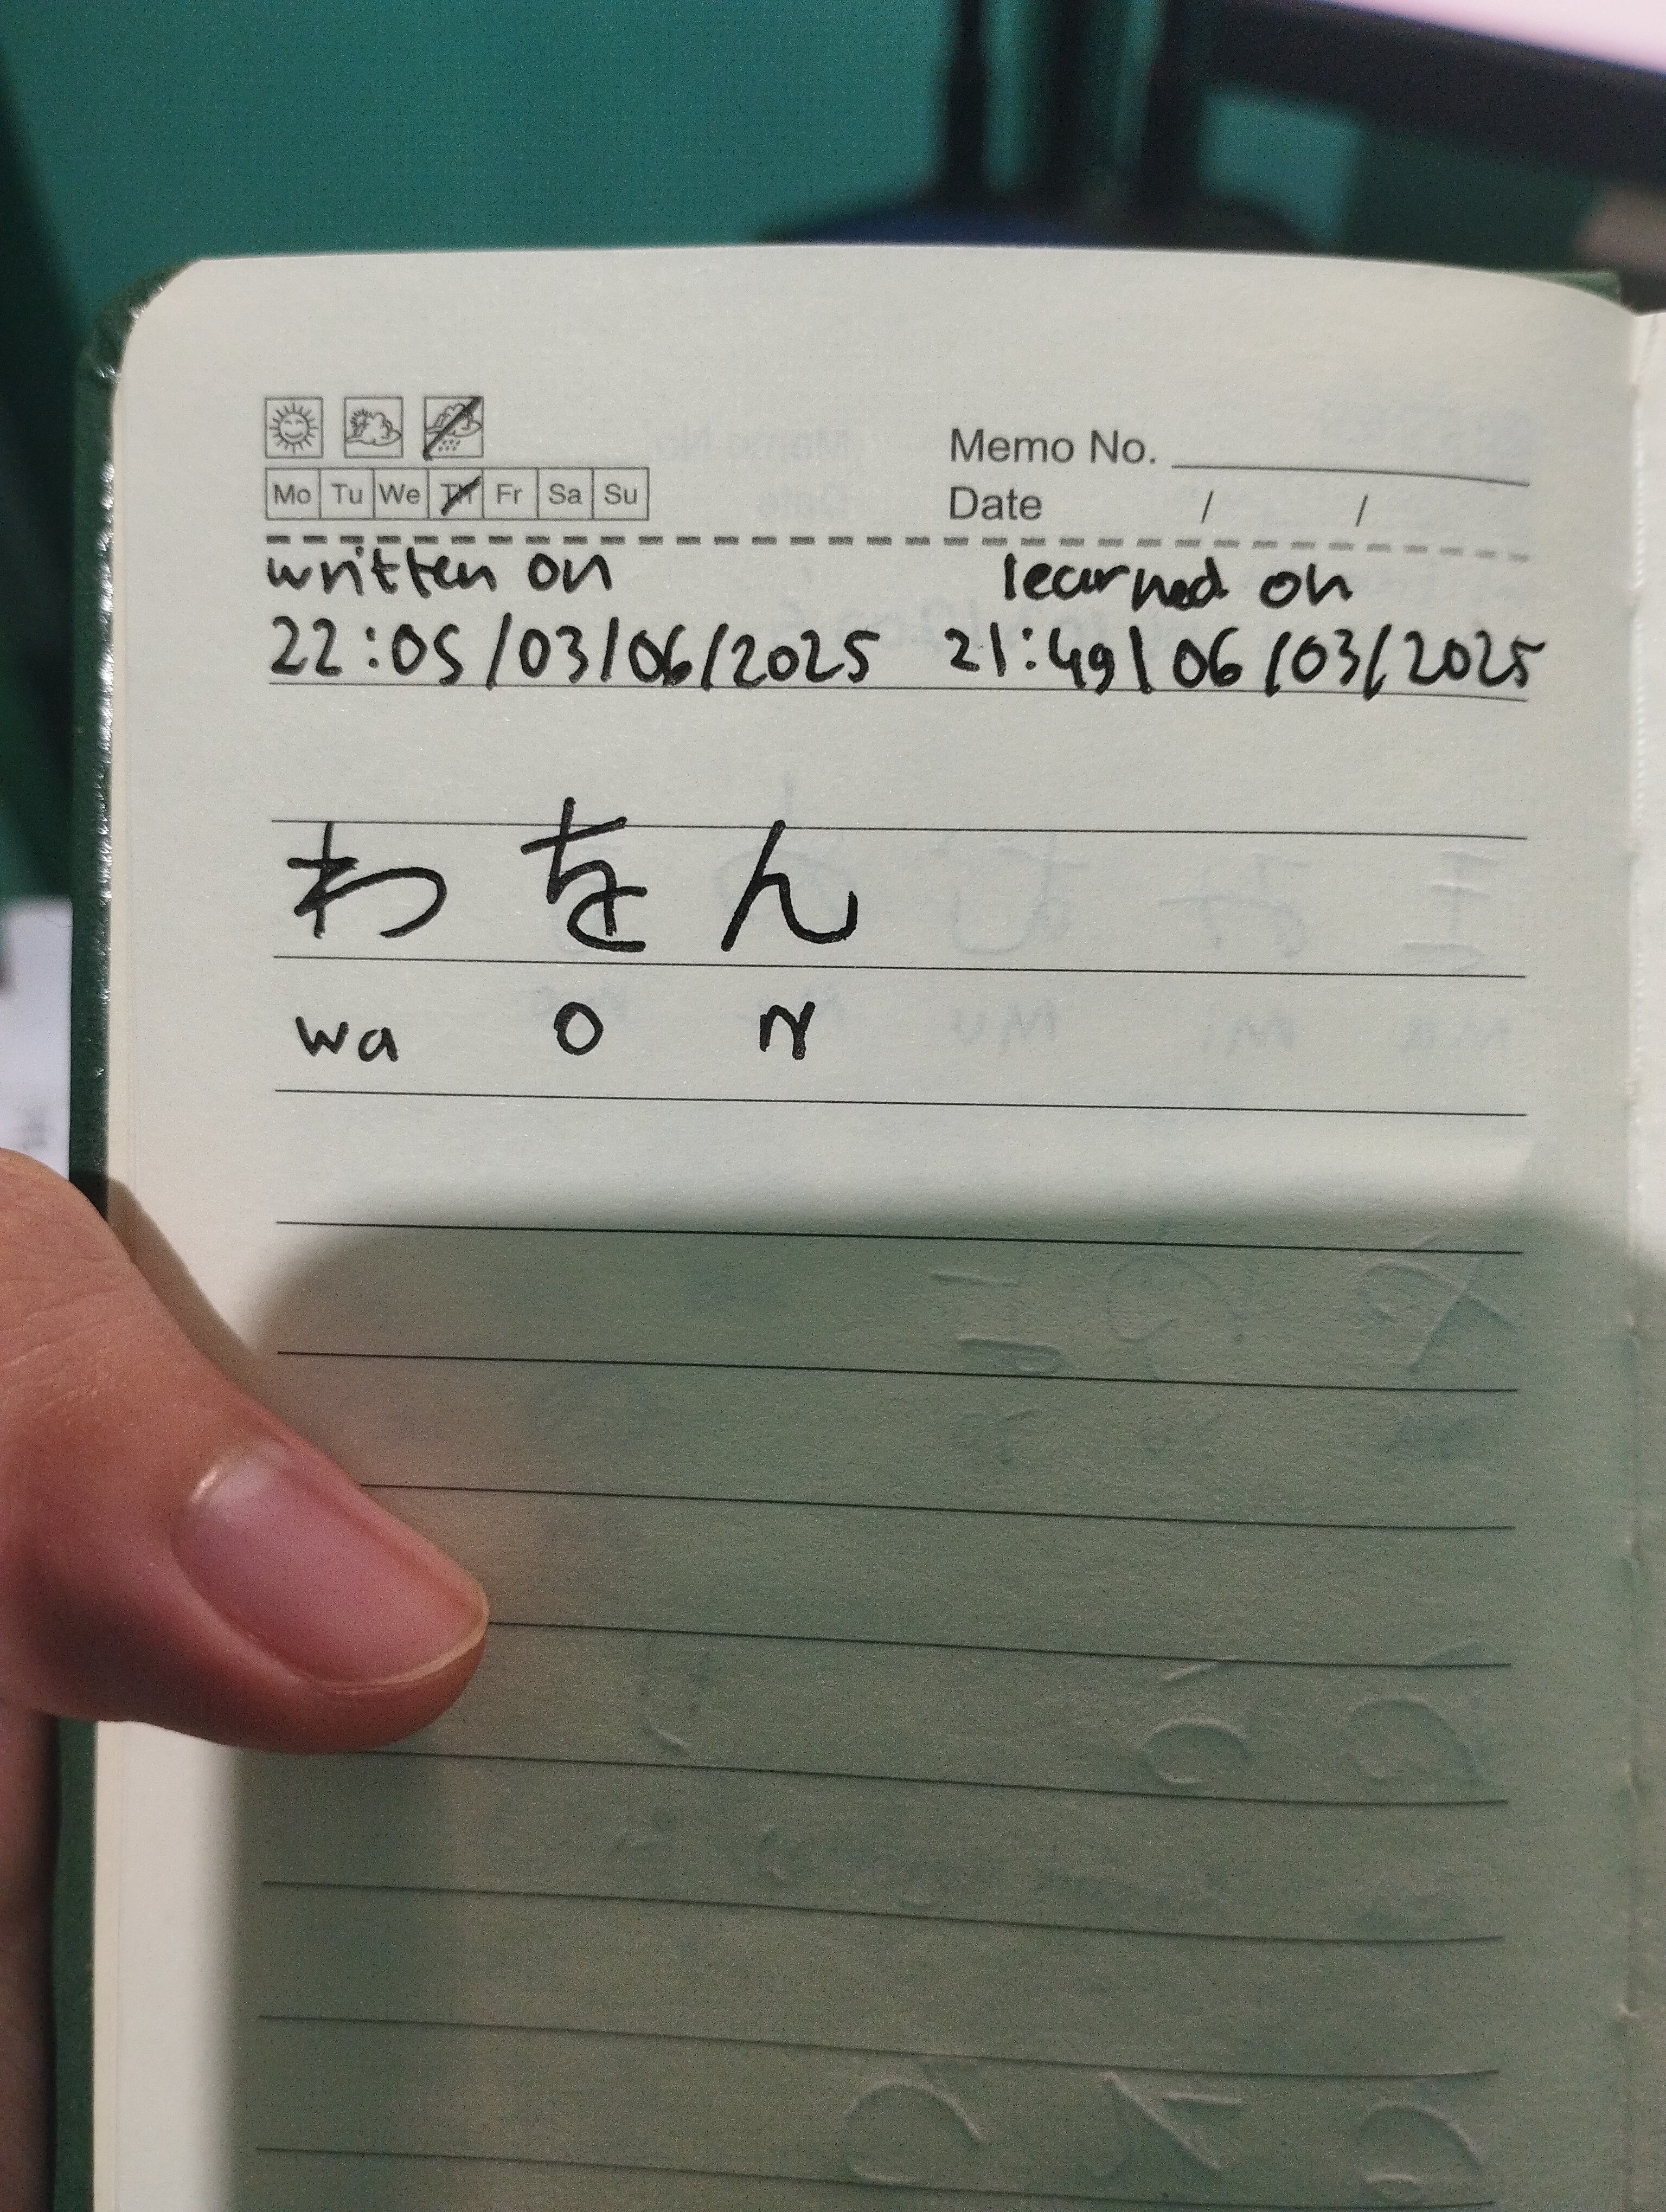 Memo No.
Mo Tu We Th Fr Sa Su
Date / /
written on learned on
22:05/03/06/2025 21:49/06/03/2025
わ を ん
wa o n